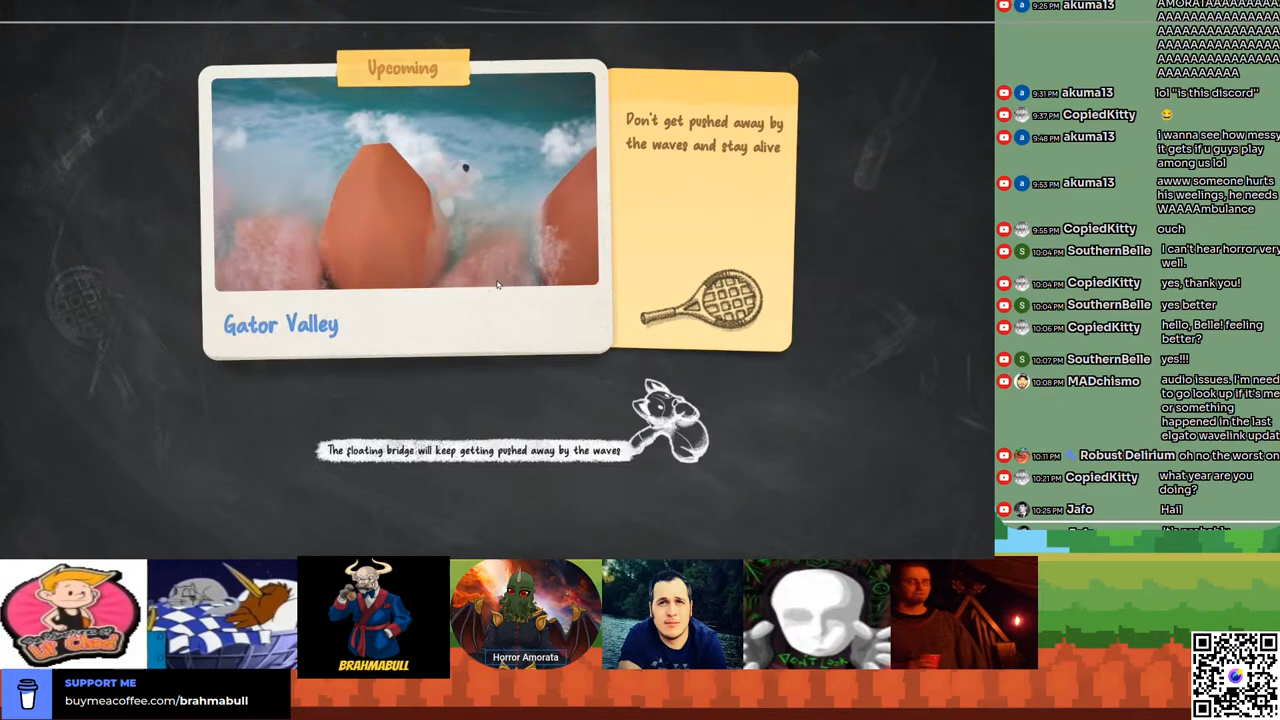 Upcoming
Don't get pushed away by
the waves and stay alive
Gator Valley
The floating bridge will keep getting pushed away by the waves
9:25 PM akuma13
AAAAAAAAAAAAAAAAA
AAAAAAAAAAAAAAAAA
AAAAAAAAAAAAAAAAA
AAAAAAAAAAAAAAAAA
AAAAAAAAAAA
9:31 PM akuma13 lol "is this discord"
9:37 PM CopiedKitty 😂
9:48 PM akuma13 i wanna see how messy
it gets if u guys play
among us lol
9:53 PM akuma13 awww someone hurts
his weelings, he needs
WAAAAmbulance
9:55 PM CopiedKitty ouch
10:04 PM SouthernBelle I can't hear horror very
well.
10:04 PM CopiedKitty yes, thank you!
10:04 PM SouthernBelle yes better
10:06 PM CopiedKitty hello, Belle! feeling
better?
10:07 PM SouthernBelle yes!!!
10:08 PM MADchismo audio issues. I'm need
to go look up if it's me
or something
happened in the last
elgato wavelink updat
10:11 PM Robust Delirium oh no the worst on
10:21 PM CopiedKitty what year are you
doing?
10:25 PM Jafo Hail
BRAHMABULL
Horror Amorata
DON'T LOOK
SUPPORT ME
buymeacoffee.com/brahmabull